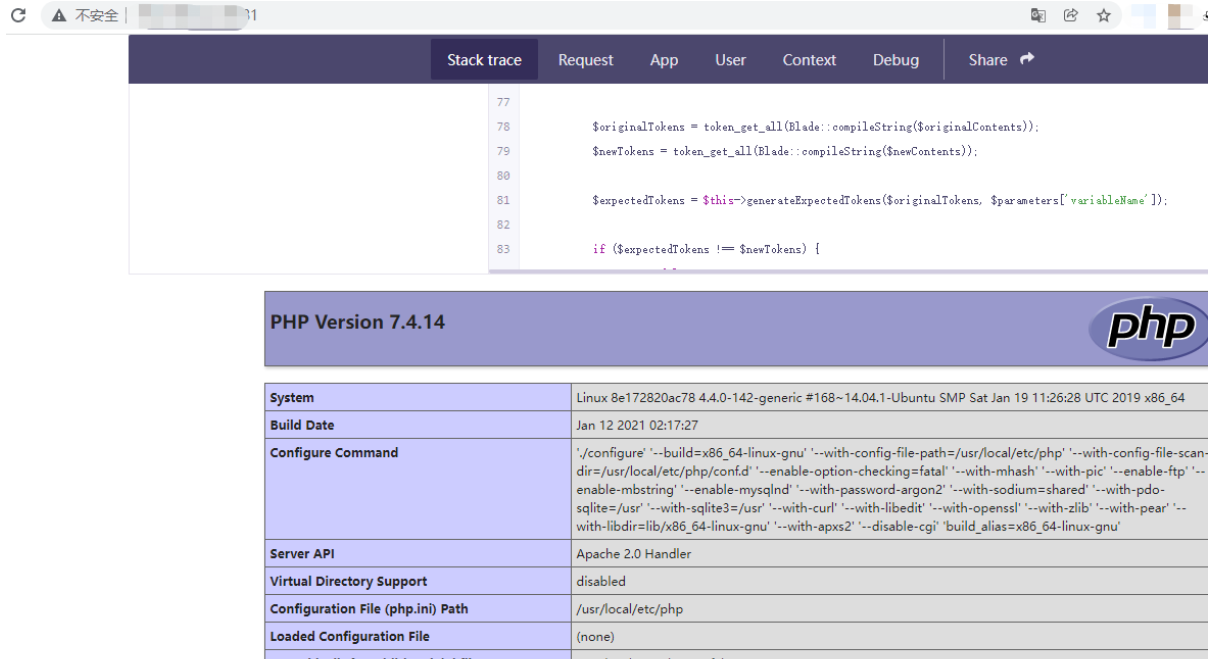 不安全
31
Stack trace Request App User Context Debug Share
77
78 $originalTokens = token_get_all(Blade::compileString($originalContents));
79 $newTokens = token_get_all(Blade::compileString($newContents));
80
81 $expectedTokens = $this->generateExpectedTokens($originalTokens, $parameters['variableName']);
82
83 if ($expectedTokens !== $newTokens) {
PHP Version 7.4.14
php
System Linux 8e172820ac78 4.4.0-142-generic #168~14.04.1-Ubuntu SMP Sat Jan 19 11:26:28 UTC 2019 x86_64
Build Date Jan 12 2021 02:17:27
Configure Command './configure' '--build=x86_64-linux-gnu' '--with-config-file-path=/usr/local/etc/php' '--with-config-file-scan-
dir=/usr/local/etc/php/conf.d' '--enable-option-checking=fatal' '--with-mhash' '--with-pic' '--enable-ftp' '--
enable-mbstring' '--enable-mysqlnd' '--with-password-argon2' '--with-sodium=shared' '--with-pdo-
sqlite=/usr' '--with-sqlite3=/usr' '--with-curl' '--with-libedit' '--with-openssl' '--with-zlib' '--with-pear' '--
with-libdir=lib/x86_64-linux-gnu' '--with-apxs2' '--disable-cgi' 'build_alias=x86_64-linux-gnu'
Server API Apache 2.0 Handler
Virtual Directory Support disabled
Configuration File (php.ini) Path /usr/local/etc/php
Loaded Configuration File (none)